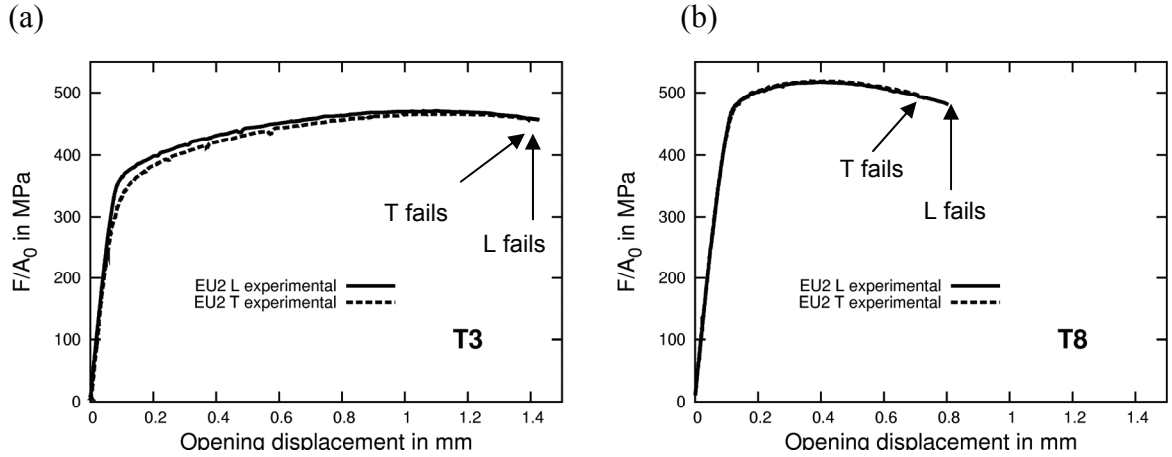 (a)
(b)
500
400
300
200
100
0
F/A0 in MPa
T fails
L fails
EU2 L experimental
EU2 T experimental
T3
0 0.2 0.4 0.6 0.8 1 1.2 1.4
Opening displacement in mm
500
400
300
200
100
0
F/A0 in MPa
T fails
L fails
EU2 L experimental
EU2 T experimental
T8
0 0.2 0.4 0.6 0.8 1 1.2 1.4
Opening displacement in mm